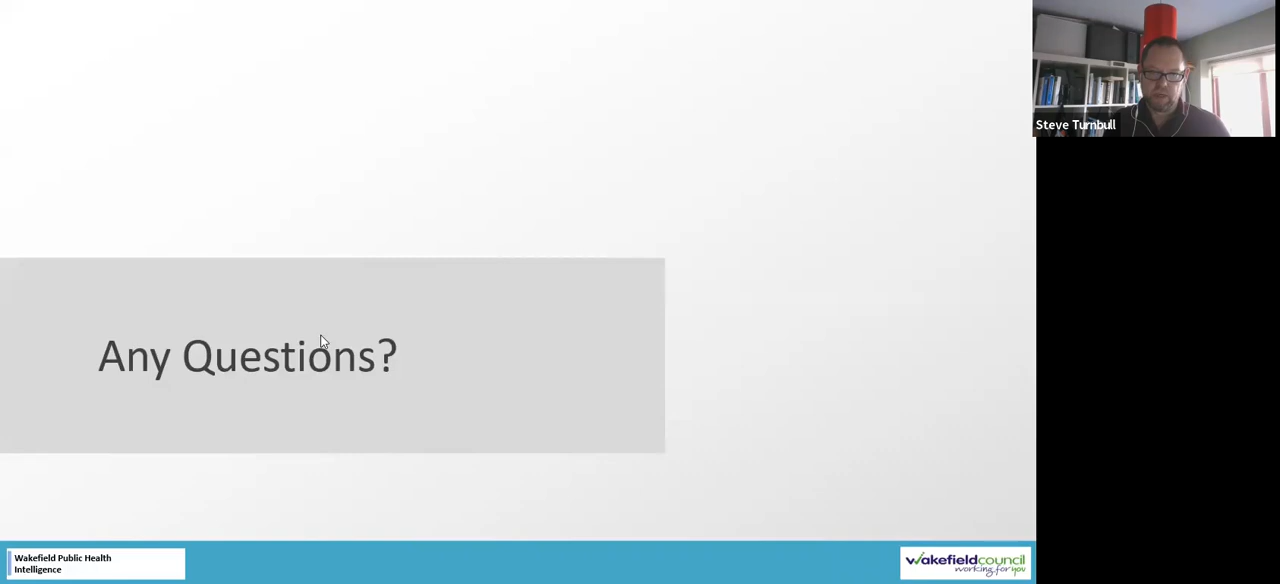 Steve Turnbull
Any Questions?
Wakefield Public Health
Intelligence
wakefieldcouncil
working for you